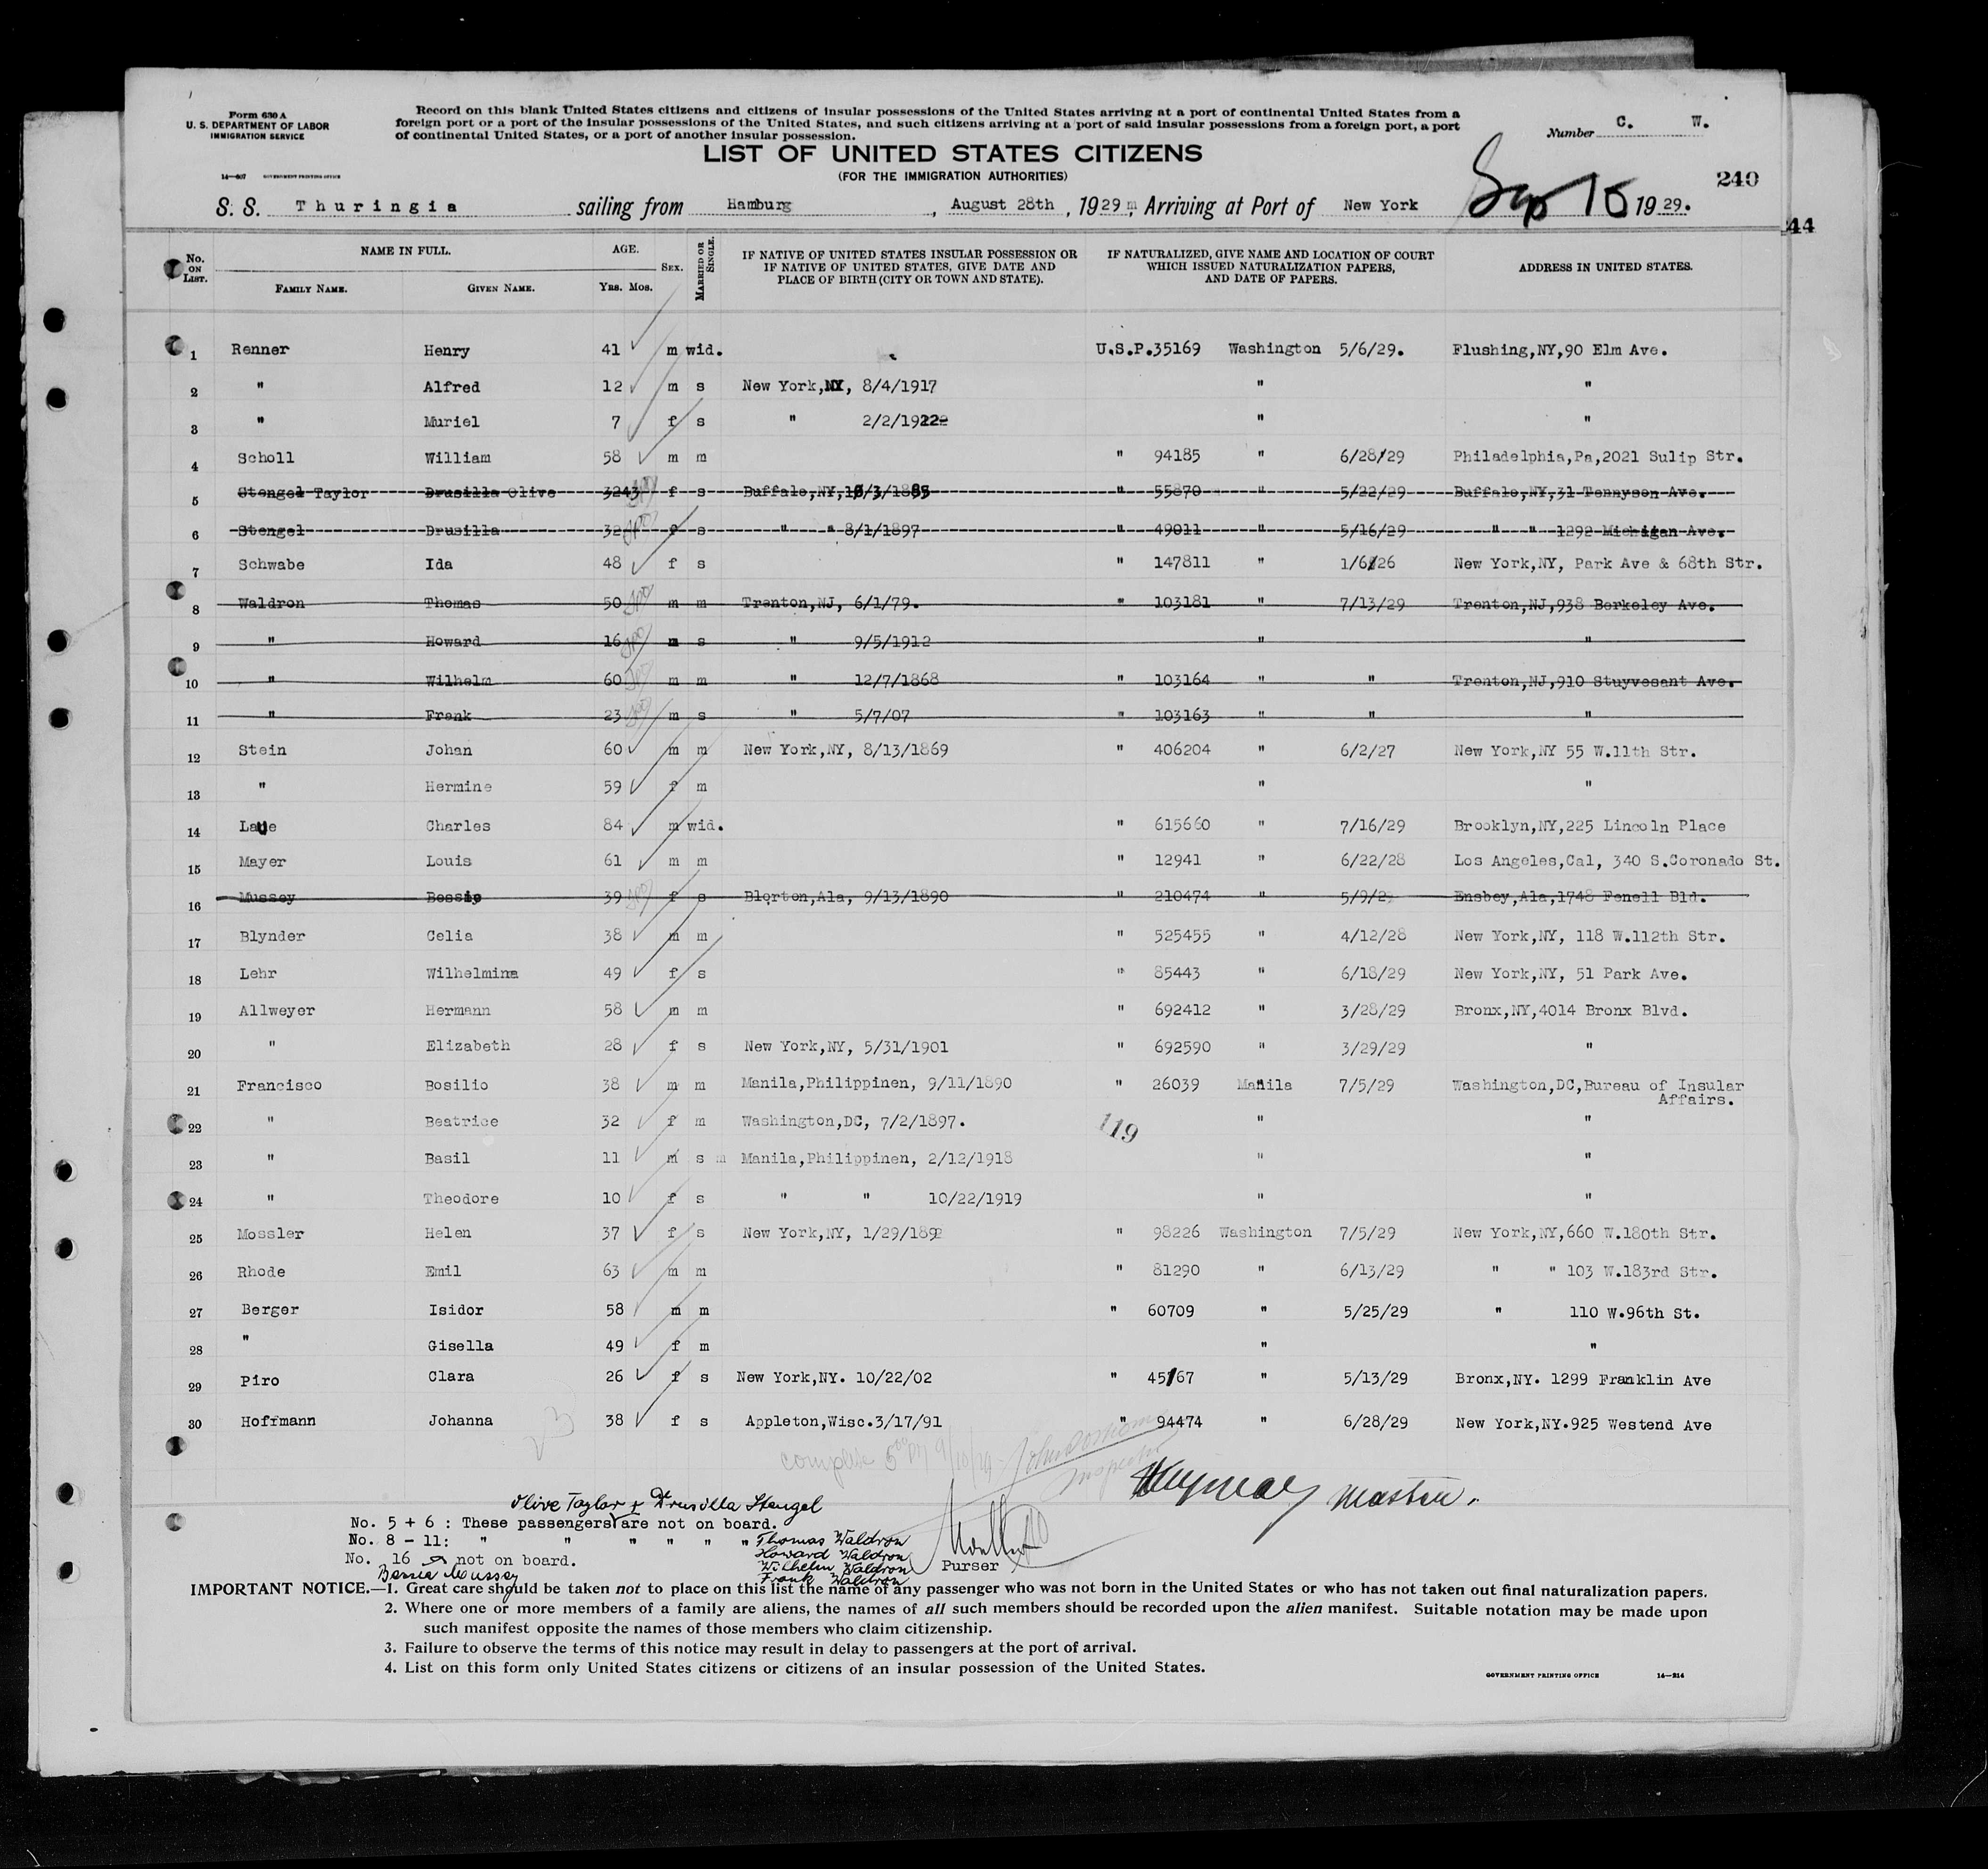 Form 630 A
U. S. DEPARTMENT OF LABOR
IMMIGRATION SERVICE
14—607 GOVERNMENT PRINTING OFFICE
Record on this blank United States citizens and citizens of insular possessions of the United States arriving at a port of continental United States from a
foreign port or a port of the insular possessions of the United States, and such citizens arriving at a port of said insular possessions from a foreign port, a port
of continental United States, or a port of another insular possession.
Number C. W.
LIST OF UNITED STATES CITIZENS
(FOR THE IMMIGRATION AUTHORITIES)
240
S. S. Thuringia sailing from Hamburg, August 28th, 1929, Arriving at Port of New York Sep 10 1929.
44
No. ON LIST. NAME IN FULL. FAMILY NAME. GIVEN NAME. AGE. YRS. MOS. SEX. MARRIED OR SINGLE. IF NATIVE OF UNITED STATES INSULAR POSSESSION OR IF NATIVE OF UNITED STATES, GIVE DATE AND PLACE OF BIRTH (CITY OR TOWN AND STATE). IF NATURALIZED, GIVE NAME AND LOCATION OF COURT WHICH ISSUED NATURALIZATION PAPERS, AND DATE OF PAPERS. ADDRESS IN UNITED STATES.
1 Renner Henry 41 m wid. U.S.P.35169 Washington 5/6/29. Flushing,NY,90 Elm Ave.
2 " Alfred 12 m s New York,NY, 8/4/1917 " "
3 " Muriel 7 f s " 2/2/1922 " "
4 Scholl William 58 m m " 94185 " 6/28/29 Philadelphia,Pa,2021 Sulip Str.
5 Stengel Taylor Drusilla Olive 3243 f s Buffalo,NY,10/3/1885 " 55870 " 5/22/29 Buffalo,NY,31 Tennyson Ave.
6 Stengel Drusilla 32 f s " " 8/1/1897 " 49011 " 5/16/29 " " 1292 Michigan Ave.
7 Schwabe Ida 48 f s " 147811 " 1/6/26 New York,NY, Park Ave & 68th Str.
8 Waldron Thomas 50 m m Trenton,NJ, 6/1/79. " 103181 " 7/13/29 Trenton,NJ,938 Berkeley Ave.
9 " Howard 16 m s " 9/5/1912 " "
10 " Wilhelm 60 m m " 12/7/1868 " 103164 " " Trenton,NJ,910 Stuyvesant Ave.
11 " Frank 23 m s " 5/7/07 " 103163 " " "
12 Stein Johan 60 m m New York,NY, 8/13/1869 " 406204 " 6/2/27 New York,NY 55 W.11th Str.
13 " Hermine 59 f m " "
14 Laue Charles 84 m wid. " 615660 " 7/16/29 Brooklyn,NY,225 Lincoln Place
15 Mayer Louis 61 m m " 12941 " 6/22/28 Los Angeles,Cal, 340 S.Coronado St.
16 Mussey Bessie 39 f s Blorton,Ala, 9/13/1890 " 210474 " 5/9/2 Ensbey,Ala,1748 Fenell Bld.
17 Blynder Celia 38 m m " 525455 " 4/12/28 New York,NY, 118 W.112th Str.
18 Lehr Wilhelmina 49 f s " 85443 " 6/18/29 New York,NY, 51 Park Ave.
19 Allweyer Hermann 58 m m " 692412 " 3/28/29 Bronx,NY,4014 Bronx Blvd.
20 " Elizabeth 28 f s New York,NY, 5/31/1901 " 692590 " 3/29/29 "
21 Francisco Bosilio 38 m m Manila,Philippinen, 9/11/1890 " 26039 Manila 7/5/29 Washington,DC,Bureau of Insular
Affairs.
22 " Beatrice 32 f m Washington,DC, 7/2/1897. 119 " "
23 " Basil 11 m s m Manila,Philippinen, 2/12/1918 " "
24 " Theodore 10 f s " " 10/22/1919 " "
25 Mossler Helen 37 f s New York,NY, 1/29/1892 " 98226 Washington 7/5/29 New York,NY,660 W.180th Str.
26 Rhode Emil 63 m m " 81290 " 6/13/29 " " 103 W.183rd Str.
27 Berger Isidor 58 m m " 60709 " 5/25/29 " 110 W.96th St.
28 " Gisella 49 f m " "
29 Piro Clara 26 f s New York,NY. 10/22/02 " 45167 " 5/13/29 Bronx,NY. 1299 Franklin Ave
30 Hoffmann Johanna 38 f s Appleton,Wisc.3/17/91 " 94474 " 6/28/29 New York,NY.925 Westend Ave
23
complete 9/10/29 Inspector
Master.
Olive Taylor & Drusilla Stengel
No. 5 + 6 : These passengers are not on board.
No. 8 - 11: " " " " " " Thomas Waldron
Howard Waldron
No. 16 not on board. Wilhelm Waldron
Bessie Mussey Frank Waldron
Purser
IMPORTANT NOTICE.—1. Great care should be taken not to place on this list the name of any passenger who was not born in the United States or who has not taken out final naturalization papers.
2. Where one or more members of a family are aliens, the names of all such members should be recorded upon the alien manifest. Suitable notation may be made upon
such manifest opposite the names of those members who claim citizenship.
3. Failure to observe the terms of this notice may result in delay to passengers at the port of arrival.
4. List on this form only United States citizens or citizens of an insular possession of the United States.
GOVERNMENT PRINTING OFFICE 14—214